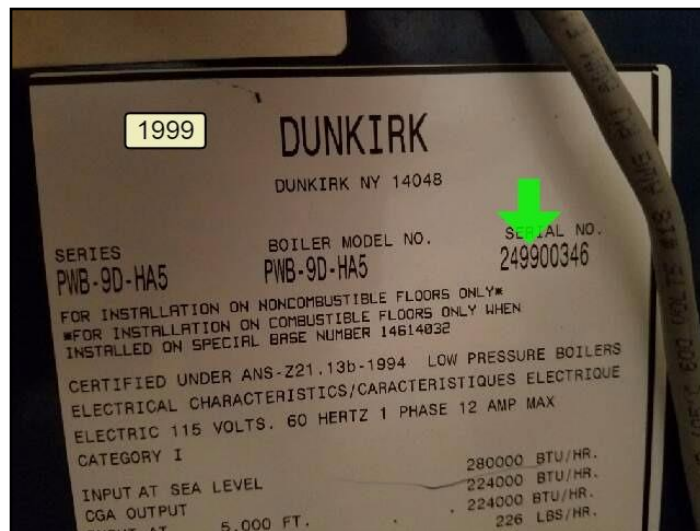 1999
DUNKIRK
DUNKIRK NY 14048
SERIES BOILER MODEL NO. SERIAL NO.
PWB-9D-HA5 PWB-9D-HA5 249900346
FOR INSTALLATION ON NONCOMBUSTIBLE FLOORS ONLY*
*FOR INSTALLATION ON COMBUSTIBLE FLOORS ONLY WHEN
INSTALLED ON SPECIAL BASE NUMBER 14614032
CERTIFIED UNDER ANS-Z21.13b-1994 LOW PRESSURE BOILERS
ELECTRICAL CHARACTERISTICS/CARACTERISTIQUES ELECTRIQUE
ELECTRIC 115 VOLTS. 60 HERTZ 1 PHASE 12 AMP MAX
CATEGORY I
INPUT AT SEA LEVEL 280000 BTU/HR.
CGA OUTPUT 224000 BTU/HR.
AT 5,000 FT. . . 224000 BTU/HR.
226 LBS/HR.